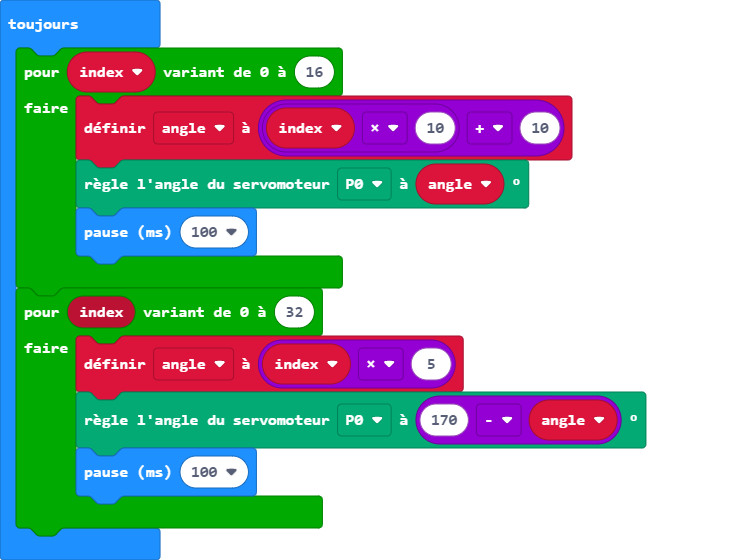 toujours
pour index variant de 0 à 16
faire
définir angle à index × 10 + 10
règle l'angle du servomoteur P0 à angle °
pause (ms) 100
pour index variant de 0 à 32
faire
définir angle à index × 5
règle l'angle du servomoteur P0 à 170 - angle °
pause (ms) 100